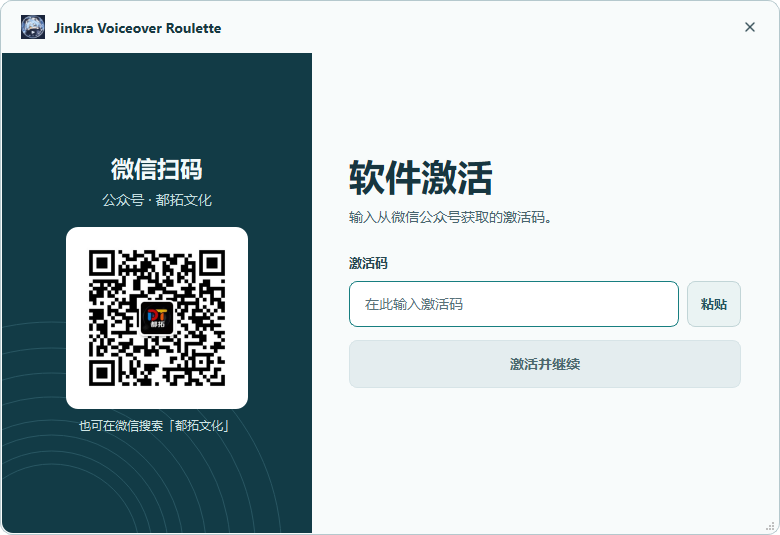 Jinkra Voiceover Roulette
微信扫码
公众号 · 都拓文化
DT
都拓
也可在微信搜索「都拓文化」
软件激活
输入从微信公众号获取的激活码。
激活码
在此输入激活码
粘贴
激活并继续